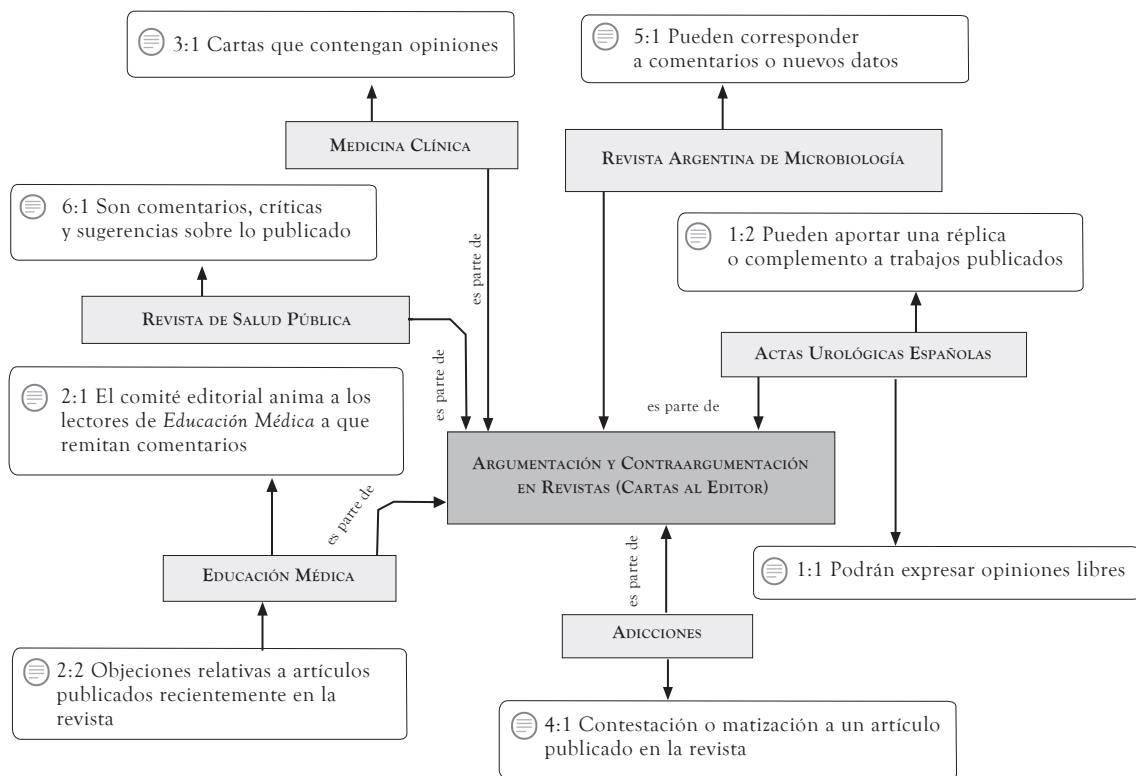 3:1 Cartas que contengan opiniones
5:1 Pueden corresponder
a comentarios o nuevos datos
Medicina Clínica
Revista Argentina de Microbiología
6:1 Son comentarios, críticas
y sugerencias sobre lo publicado
1:2 Pueden aportar una réplica
o complemento a trabajos publicados
es parte de
Revista de Salud Pública
Actas Urológicas Españolas
es parte de
2:1 El comité editorial anima a los
lectores de Educación Médica a que
remitan comentarios
es parte de
Argumentación y Contraargumentación
en Revistas (Cartas al Editor)
es parte de
Educación Médica
1:1 Podrán expresar opiniones libres
es parte de
Adicciones
2:2 Objeciones relativas a artículos
publicados recientemente en la
revista
4:1 Contestación o matización a un artículo
publicado en la revista